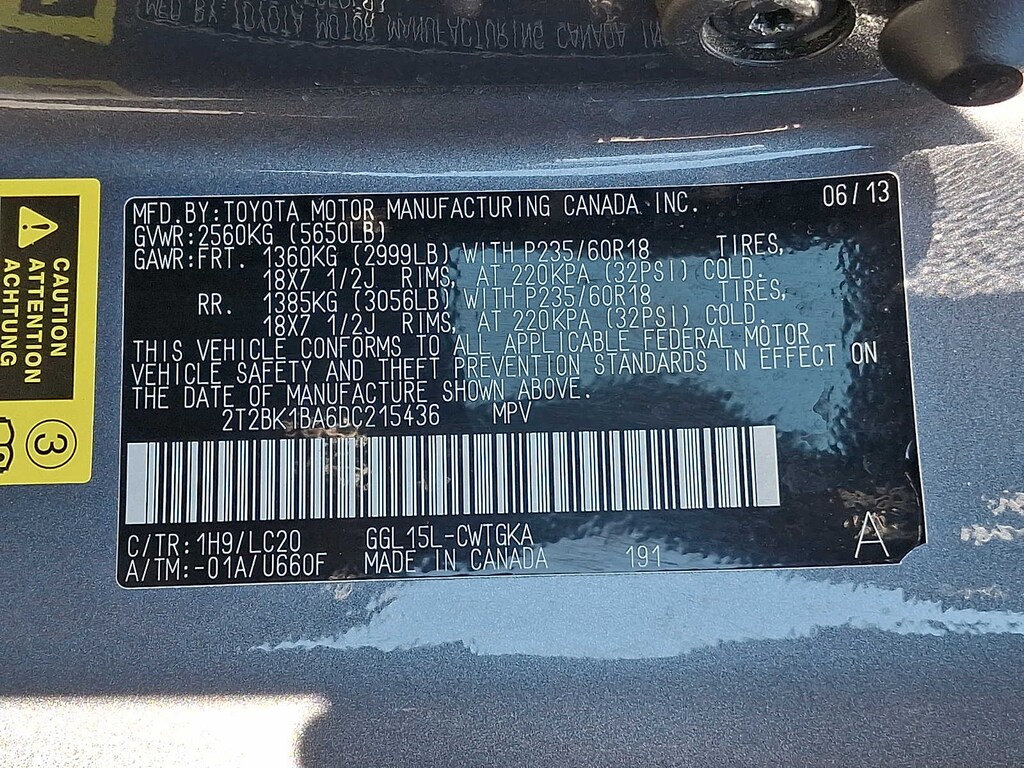 MFD.BY:TOYOTA MOTOR MANUFACTURING CANADA INC. 06/13
GVWR:2560KG (5650LB)
GAWR:FRT. 1360KG (2999LB) WITH P235/60R18 TIRES,
18X7 1/2J RIMS, AT 220KPA (32PSI) COLD.
RR. 1385KG (3056LB) WITH P235/60R18 TIRES,
18X7 1/2J RIMS, AT 220KPA (32PSI) COLD.
THIS VEHICLE CONFORMS TO ALL APPLICABLE FEDERAL MOTOR
VEHICLE SAFETY AND THEFT PREVENTION STANDARDS IN EFFECT ON
THE DATE OF MANUFACTURE SHOWN ABOVE.
2T2BK1BA6DC215436 MPV
C/TR:1H9/LC20 GGL15L-CWTGKA
A/TM:-01A/U660F MADE IN CANADA 191 A
CAUTION
ATTENTION
ACHTUNG
3